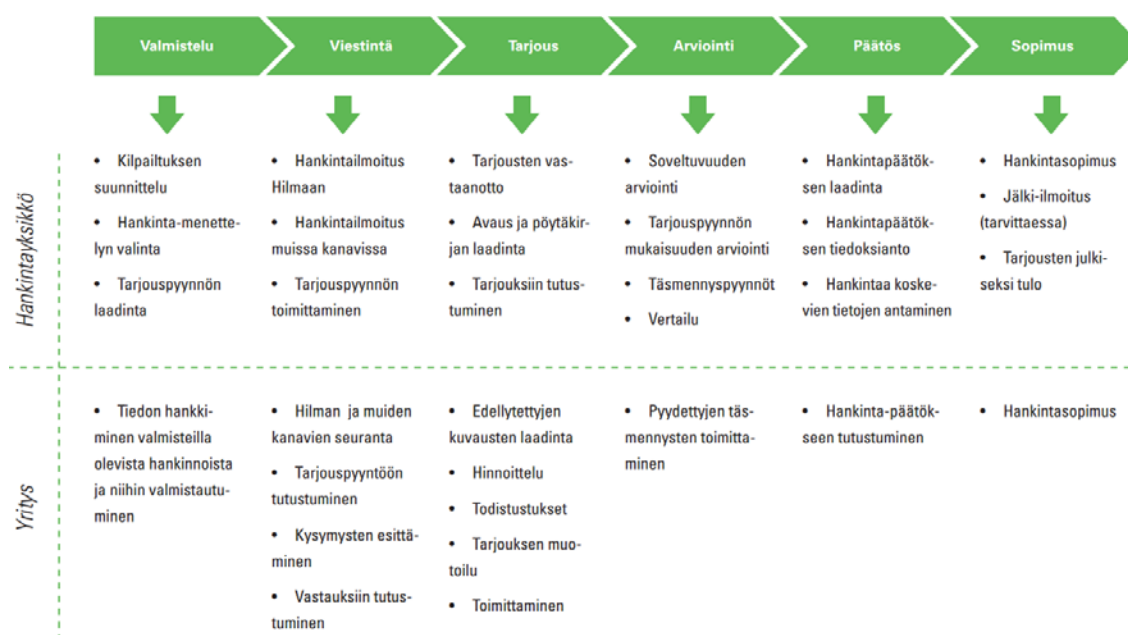 Valmistelu
Viestintä
Tarjous
Arviointi
Päätös
Sopimus
Hankintayksikkö
• Kilpailtuksen
suunnittelu
• Hankinta-menette-
lyn valinta
• Tarjouspyynnön
laadinta
• Hankintailmoitus
Hilmaan
• Hankintailmoitus
muissa kanavissa
• Tarjouspyynnön
toimittaminen
• Tarjousten vas-
taanotto
• Avaus ja pöytäkir-
jan laadinta
• Tarjouksiin tutus-
tuminen
• Soveltuvuuden
arviointi
• Tarjouspyynnön
mukaisuuden arviointi
• Täsmennyspyynnöt
• Vertailu
• Hankintapäätök-
sen laadinta
• Hankintapäätök-
sen tiedoksianto
• Hankintaa koske-
vien tietojen antaminen
• Hankintasopimus
• Jälki-ilmoitus
(tarvittaessa)
• Tarjousten julki-
seksi tulo
Yritys
• Tiedon hankki-
minen valmisteilla
olevista hankinnoista
ja niihin valmistautu-
minen
• Hilman ja muiden
kanavien seuranta
• Tarjouspyyntöön
tutustuminen
• Kysymysten esittä-
minen
• Vastauksiin tutus-
tuminen
• Edellytettyjen
kuvausten laadinta
• Hinnoittelu
• Todistustukset
• Tarjouksen muo-
toilu
• Toimittaminen
• Pyydettyjen täs-
mennysten toimitta-
minen
• Hankinta-päätök-
seen tutustuminen
• Hankintasopimus